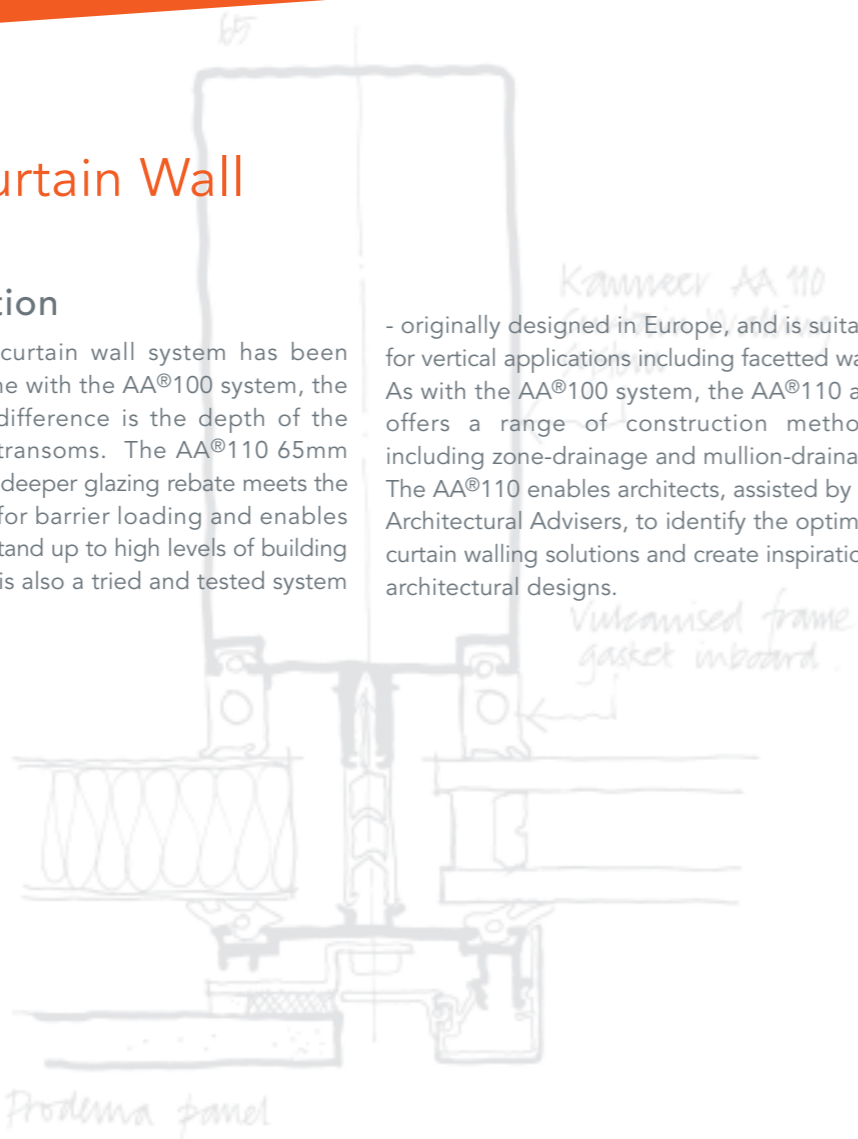 65
urtain Wall
tion
curtain wall system has been
ne with the AA®100 system, the
difference is the depth of the
transoms. The AA®110 65mm
deeper glazing rebate meets the
for barrier loading and enables
tand up to high levels of building
is also a tried and tested system
- originally designed in Europe, and is suita
for vertical applications including facetted wa
As with the AA®100 system, the AA®110 a
offers a range of construction metho
including zone-drainage and mullion-draina
The AA®110 enables architects, assisted by
Architectural Advisers, to identify the optim
curtain walling solutions and create inspiratio
architectural designs.
Kawneer AA 110
Curtain Walling
Vulcanised frame
gasket inboard.
Prodema panel